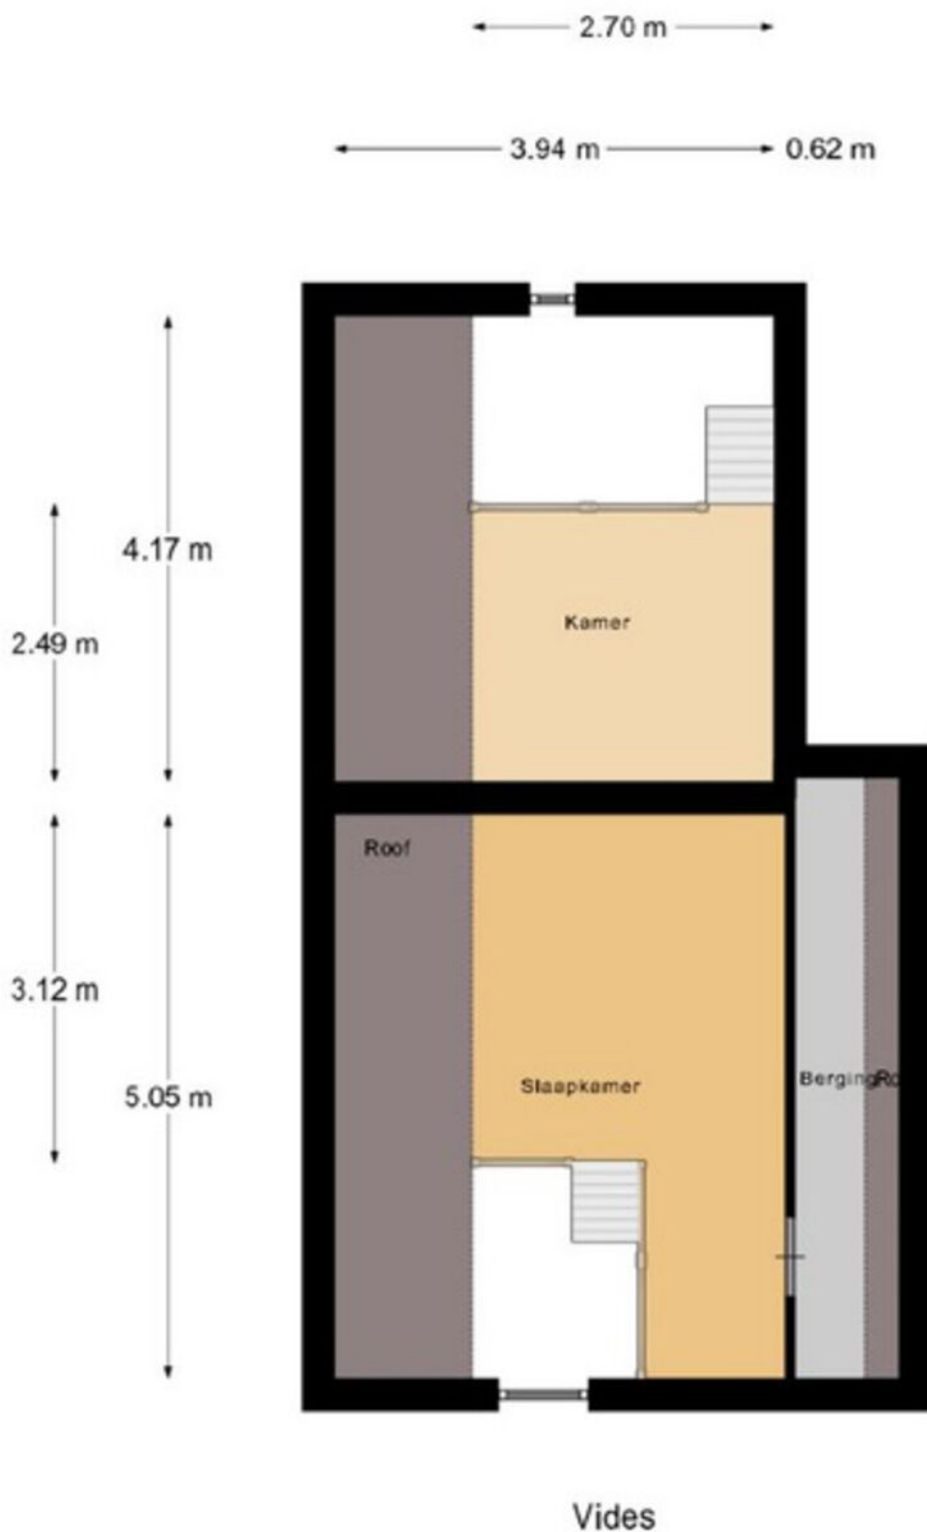 2.70 m
3.94 m 0.62 m
4.17 m
Kamer
2.49 m
Roof
3.12 m
Berging Ro
Slaapkamer
5.05 m
Vides